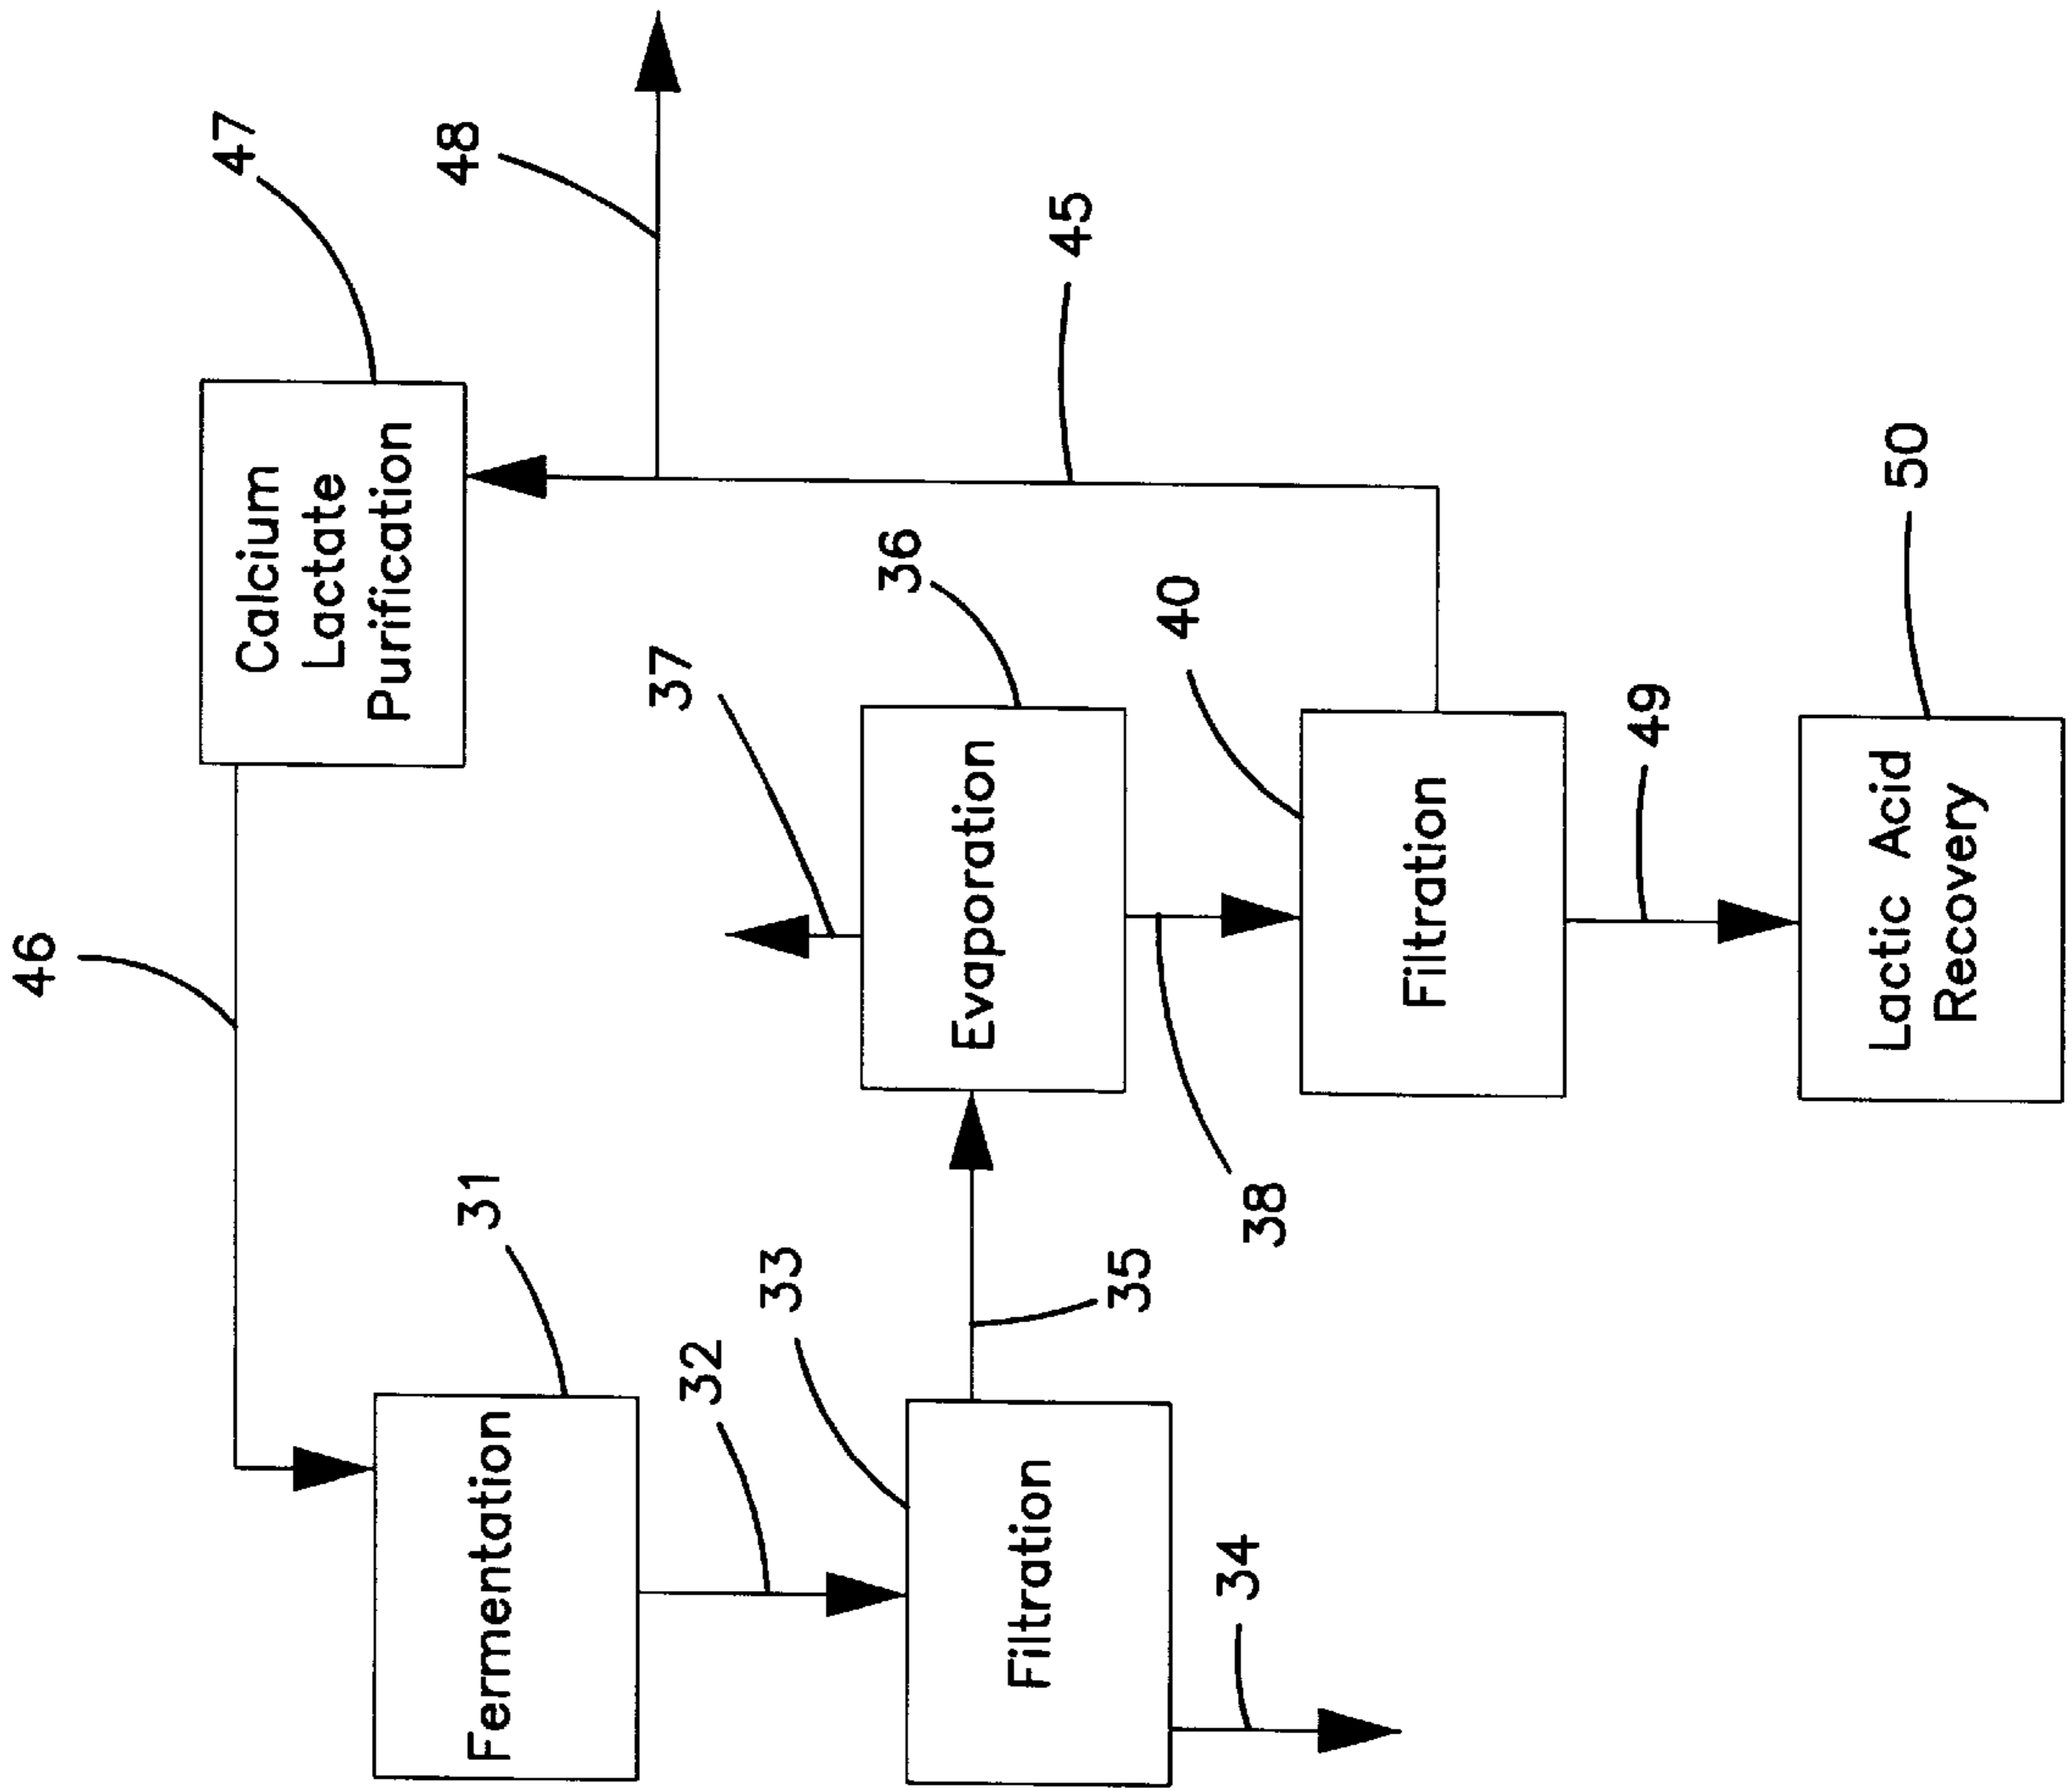 46
47
Calcium
Lactate
Purification
48
31
Fermentation
32
37
36
Evaporation
45
33
Filtration
35
40
Filtration
38
34
49
50
Lactic Acid
Recovery